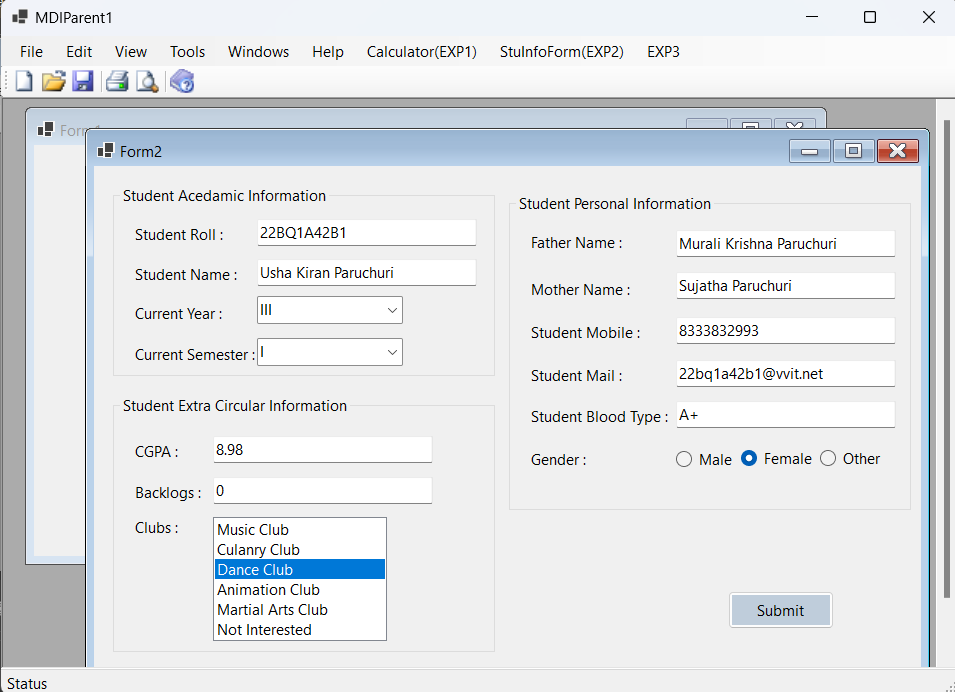 MDIParent1
File Edit View Tools Windows Help Calculator(EXP1) StuInfoForm(EXP2) EXP3
Form2
Student Acedamic Information
Student Roll : 22BQ1A42B1
Student Name : Usha Kiran Paruchuri
Current Year : III
Current Semester : I
Student Extra Circular Information
CGPA : 8.98
Backlogs : 0
Clubs :
Music Club
Culanry Club
Dance Club
Animation Club
Martial Arts Club
Not Interested
Student Personal Information
Father Name : Murali Krishna Paruchuri
Mother Name : Sujatha Paruchuri
Student Mobile : 8333832993
Student Mail : 22bq1a42b1@vvit.net
Student Blood Type : A+
Gender : Male Female Other
Submit
Status